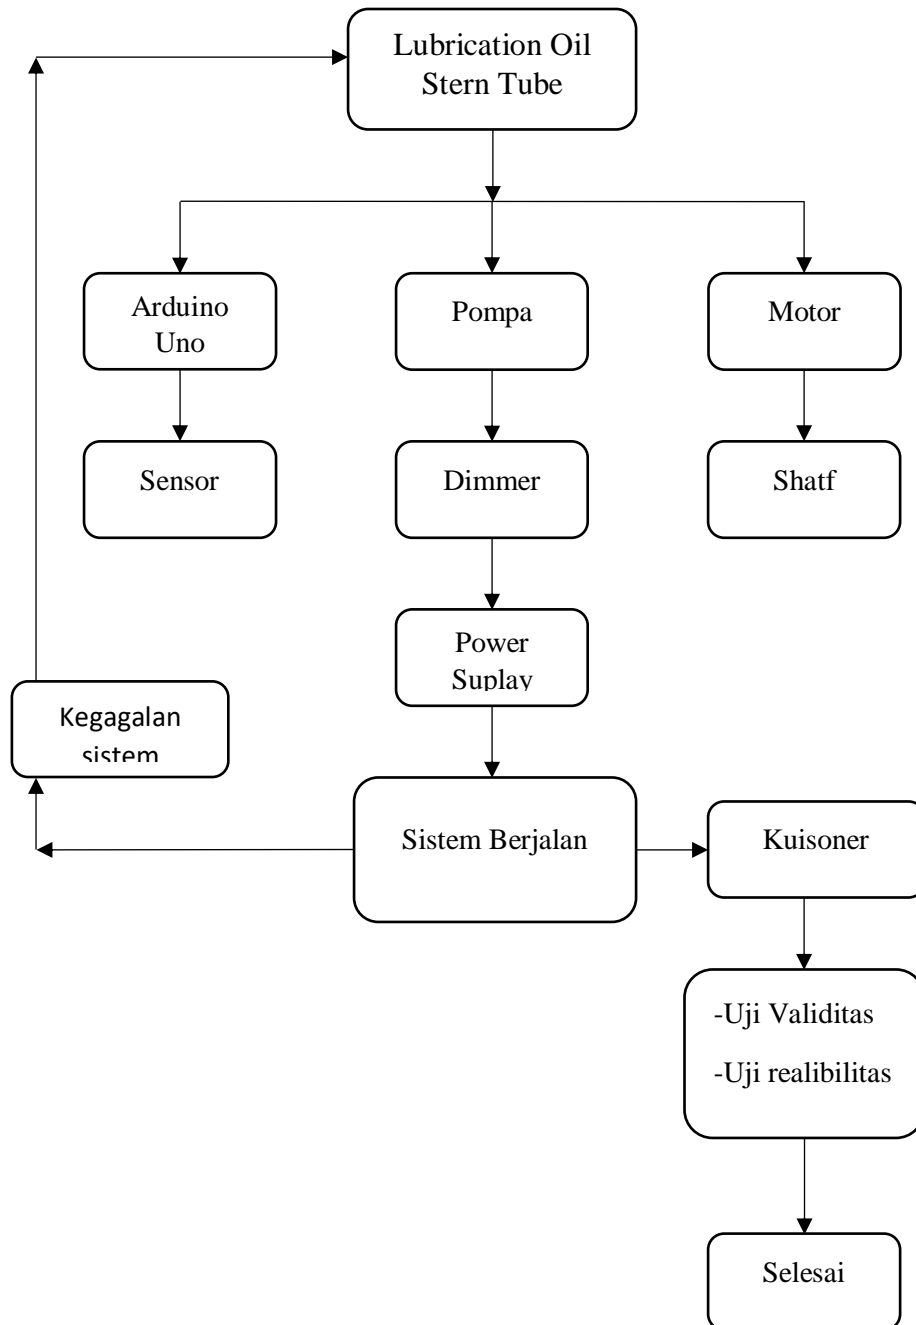 Lubrication Oil
Stern Tube
Arduino
Uno
Pompa
Motor
Sensor
Dimmer
Shatf
Power
Suplay
Kegagalan
sistem
Sistem Berjalan
Kuisoner
-Uji Validitas
-Uji realibilitas
Selesai